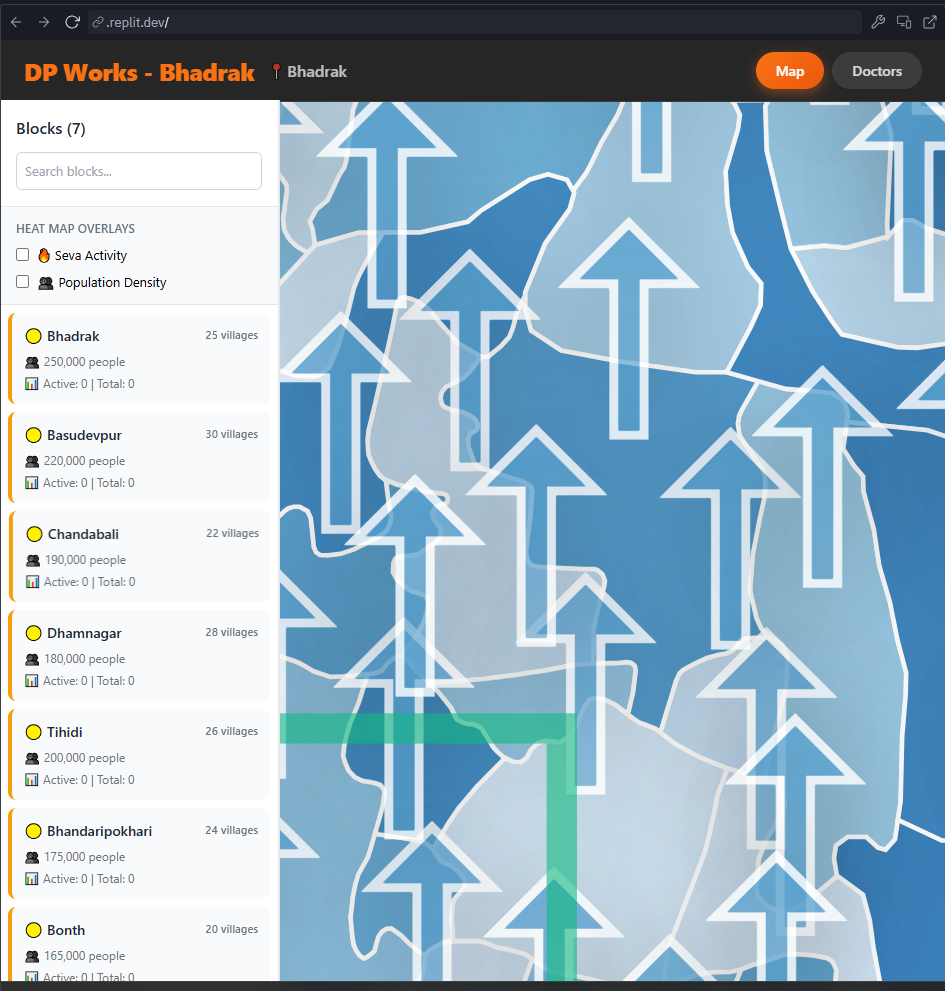 .replit.dev/
DP Works - Bhadrak
Bhadrak
Map
Doctors
Blocks (7)
Search blocks...
HEAT MAP OVERLAYS
Seva Activity
Population Density
Bhadrak
25 villages
250,000 people
Active: 0 | Total: 0
Basudevpur
30 villages
220,000 people
Active: 0 | Total: 0
Chandabali
22 villages
190,000 people
Active: 0 | Total: 0
Dhamnagar
28 villages
180,000 people
Active: 0 | Total: 0
Tihidi
26 villages
200,000 people
Active: 0 | Total: 0
Bhandaripokhari
24 villages
175,000 people
Active: 0 | Total: 0
Bonth
20 villages
165,000 people
Active: 0 | Total: 0